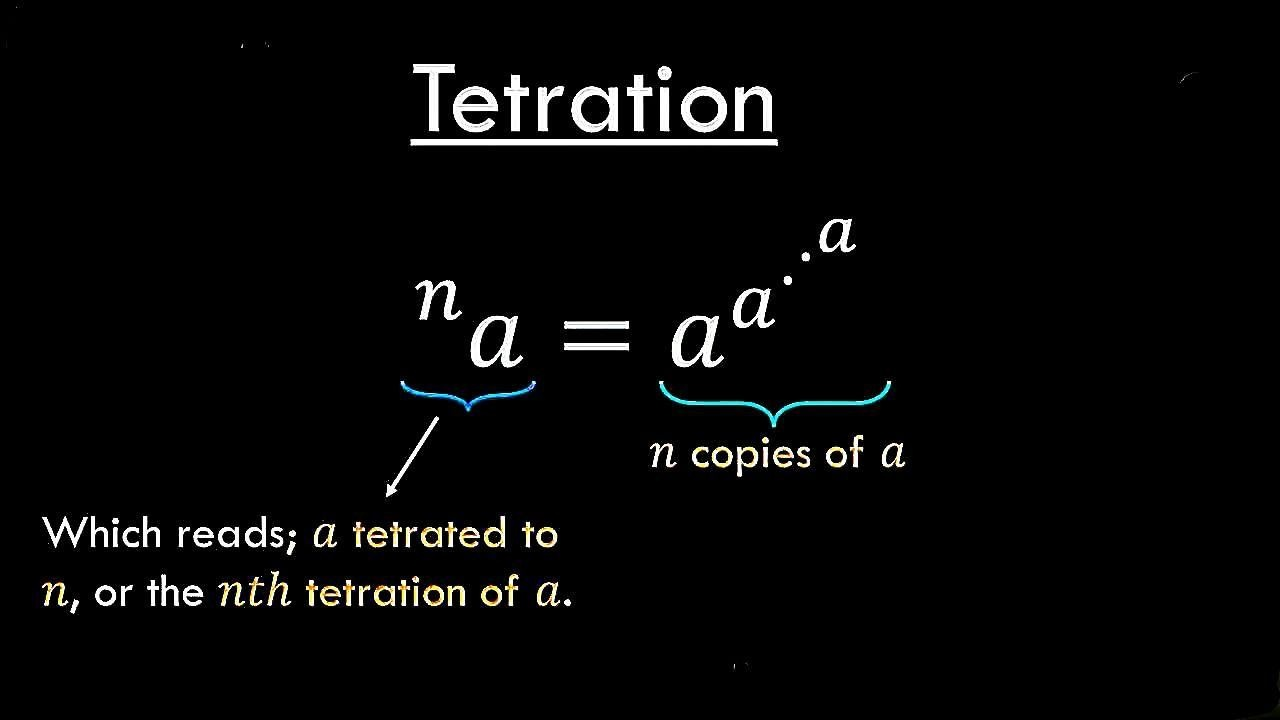 Tetration
ⁿa = a^a^⋰^a
n copies of a
Which reads; a tetrated to
n, or the nth tetration of a.